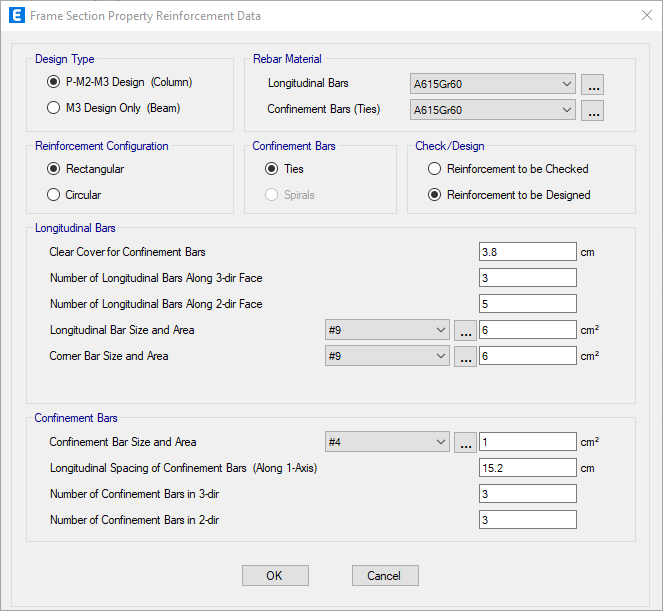 E Frame Section Property Reinforcement Data
Design Type
P-M2-M3 Design (Column)
M3 Design Only (Beam)
Rebar Material
Longitudinal Bars A615Gr60 ...
Confinement Bars (Ties) A615Gr60 ...
Reinforcement Configuration
Rectangular
Circular
Confinement Bars
Ties
Spirals
Check/Design
Reinforcement to be Checked
Reinforcement to be Designed
Longitudinal Bars
Clear Cover for Confinement Bars 3.8 cm
Number of Longitudinal Bars Along 3-dir Face 3
Number of Longitudinal Bars Along 2-dir Face 5
Longitudinal Bar Size and Area #9 ... 6 cm²
Corner Bar Size and Area #9 ... 6 cm²
Confinement Bars
Confinement Bar Size and Area #4 ... 1 cm²
Longitudinal Spacing of Confinement Bars (Along 1-Axis) 15.2 cm
Number of Confinement Bars in 3-dir 3
Number of Confinement Bars in 2-dir 3
OK Cancel